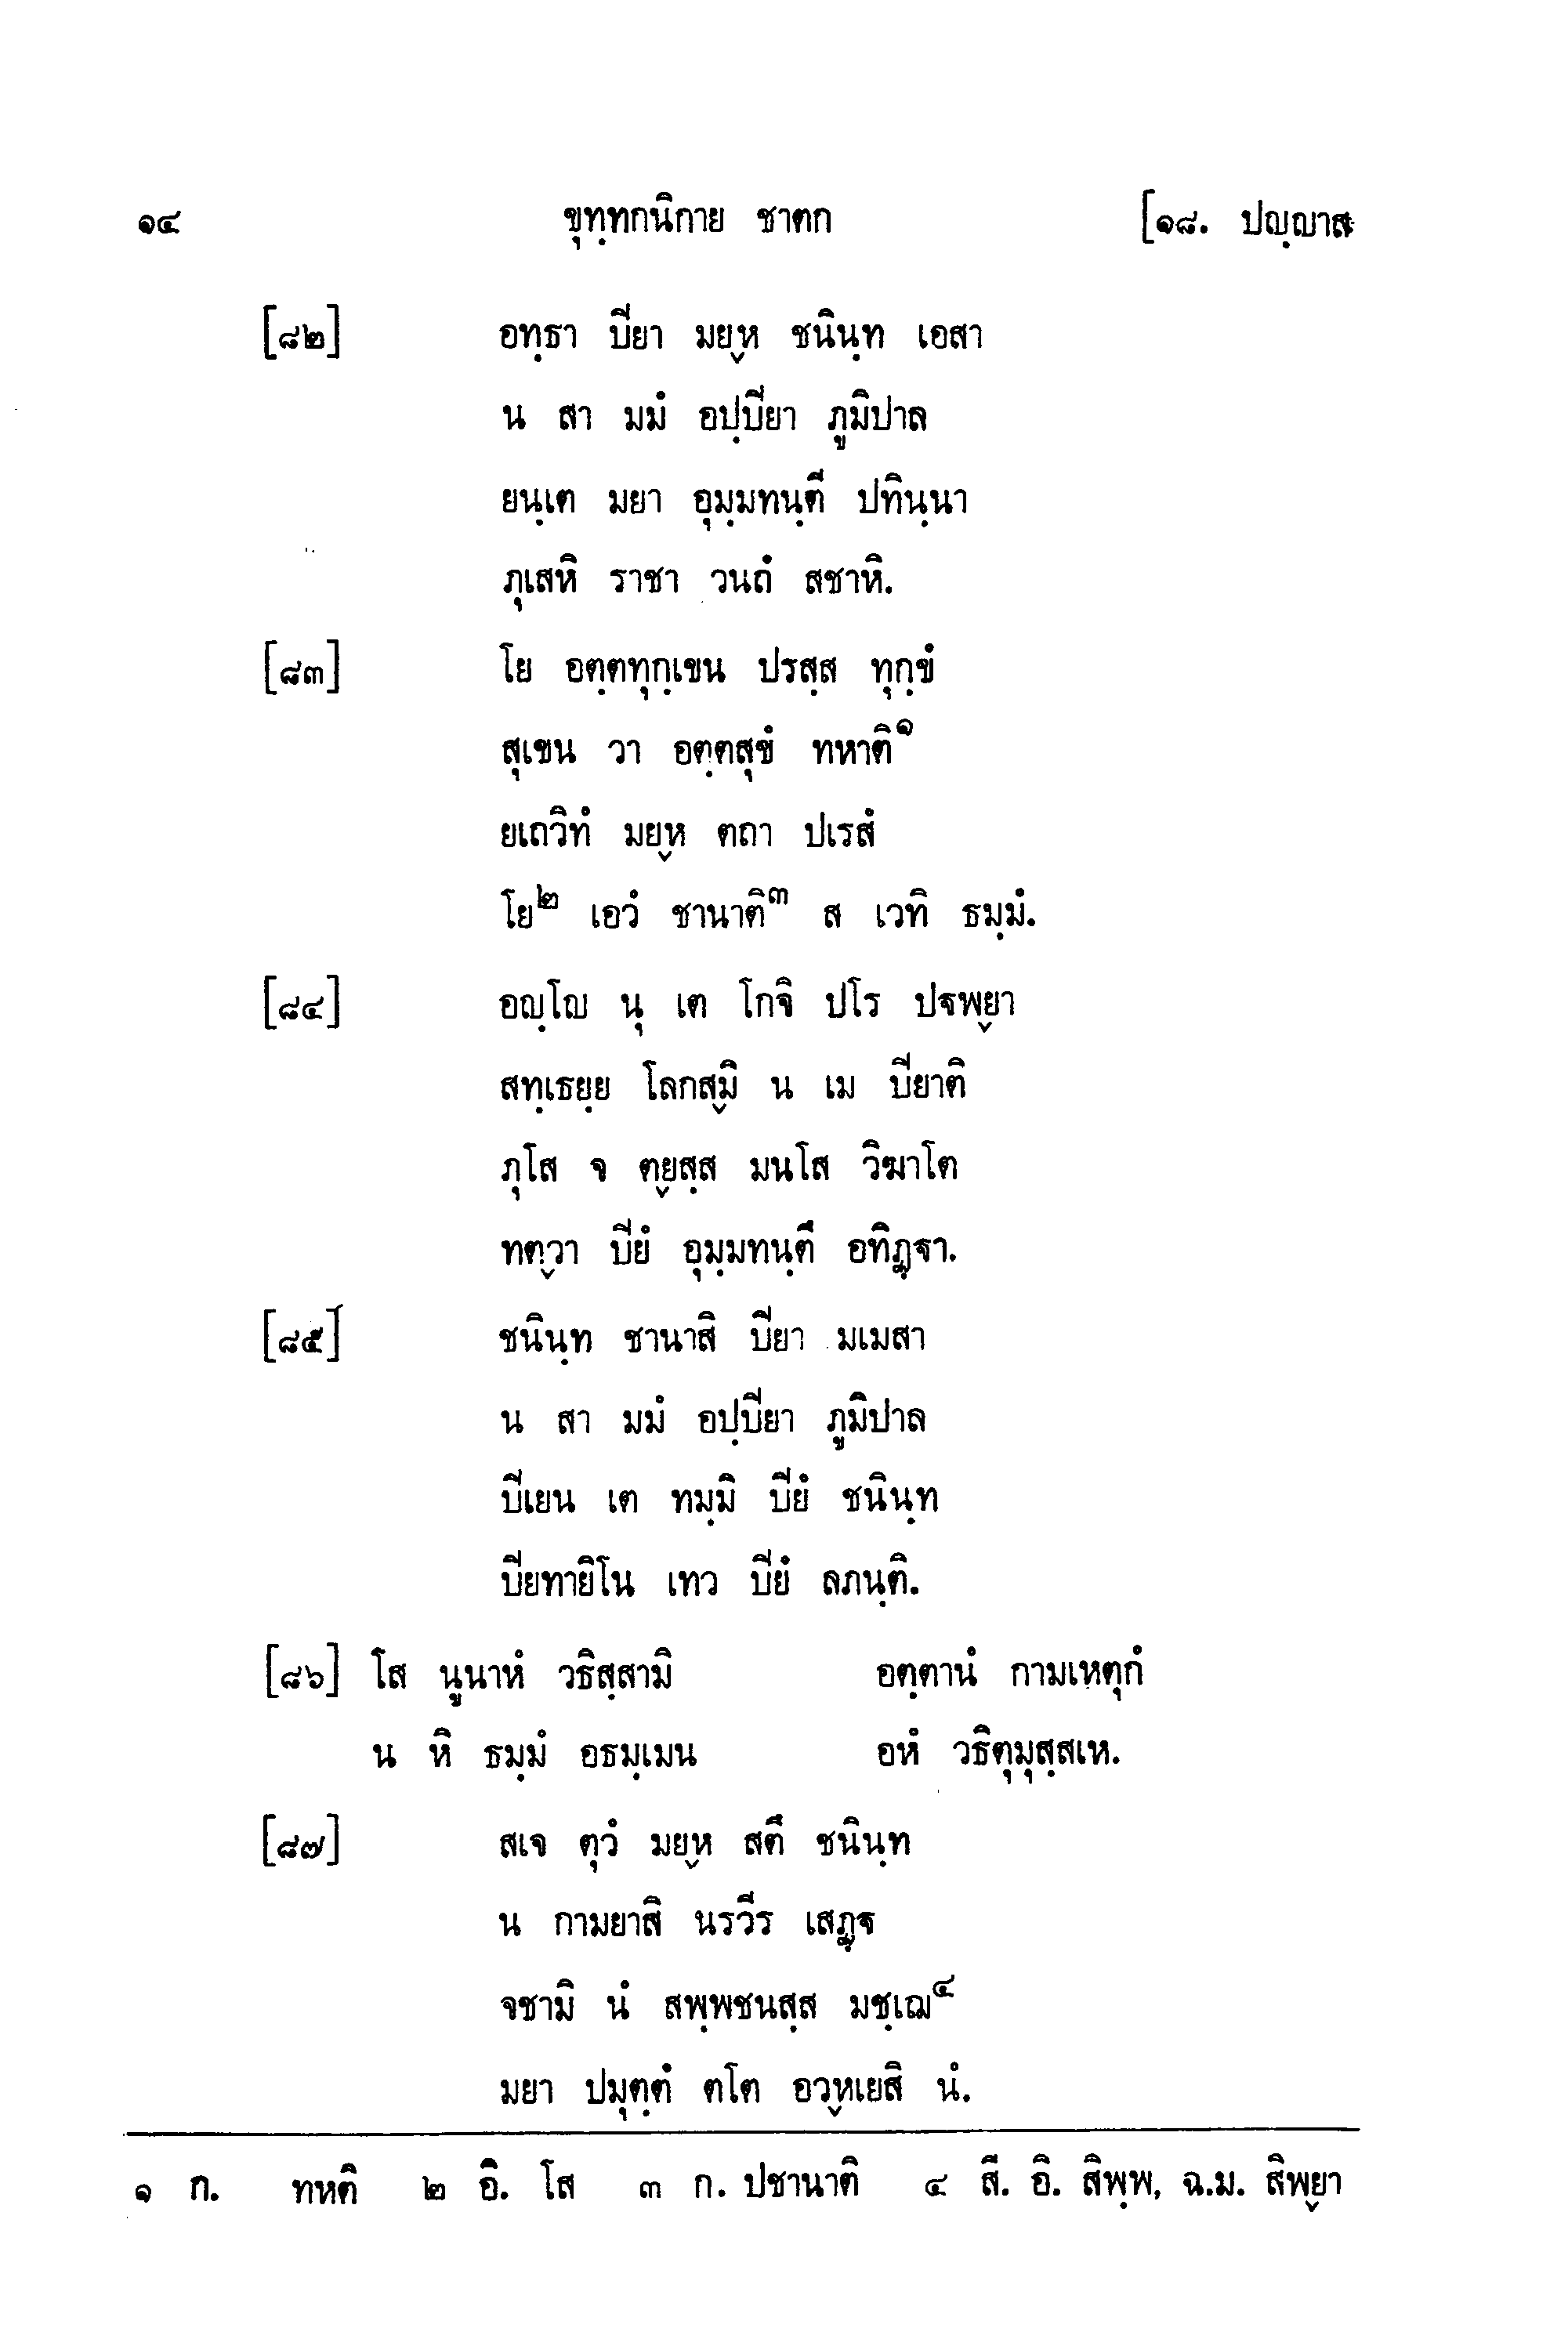 ๑๔ ขุทฺทกนิกาย ชาตก [๑๘. ปญฺญาส
[๘๒] อทฺธา ปิยา มยฺห ชนินฺท เอสา
น สา มมํ อปฺปิยา ภูมิปาล
ยนฺเต มยา อุมฺมทนฺตี ปทินฺนา
ภุเสหิ ราชา วนถํ สชาหิ.
[๘๓] โย อตฺตทุกฺเขน ปรสฺส ทุกฺขํ
สุเขน วา อตฺตสุขํ ทหาติ๑
ยเถวิทํ มยฺห ตถา ปเรสํ
โย๒ เอวํ ชานาติ๓ ส เวทิ ธมฺมํ.
[๘๔] อญฺโญ นุ เต โกจิ ปโร ปฐพฺยา
สทฺเธยฺย โลกสฺมิ น เม ปิยาติ
ภุโส จ ตฺยสฺส มนโส วิฆาโต
ทตฺวา ปิยํ อุมฺมทนฺตึ อทิฏฺฐา.
[๘๕] ชนินฺท ชานาสิ ปิยา มเมสา
น สา มมํ อปฺปิยา ภูมิปาล
ปิเยน เต ทมฺมิ ปิยํ ชนินฺท
ปิยทายิโน เทว ปิยํ ลภนฺติ.
[๘๖] โส นูนาหํ วธิสฺสามิ อตฺตานํ กามเหตุกํ
น หิ ธมฺมํ อธมฺเมน อหํ วธิตุมุสฺสเห.
[๘๗] สเจ ตุวํ มยฺห สตึ ชนินฺท
น กามยาสิ นรวีร เสฏฺฐ
จชามิ นํ สพฺพชนสฺส มชฺเฌ๔
มยา ปมุตฺตํ ตโต อวฺหเยสิ นํ.
๑ ก. ทหติ ๒ อิ. โส ๓ ก. ปชานาติ ๔ สี. อิ. สิพฺพ, ฉ.ม. สิพฺยา